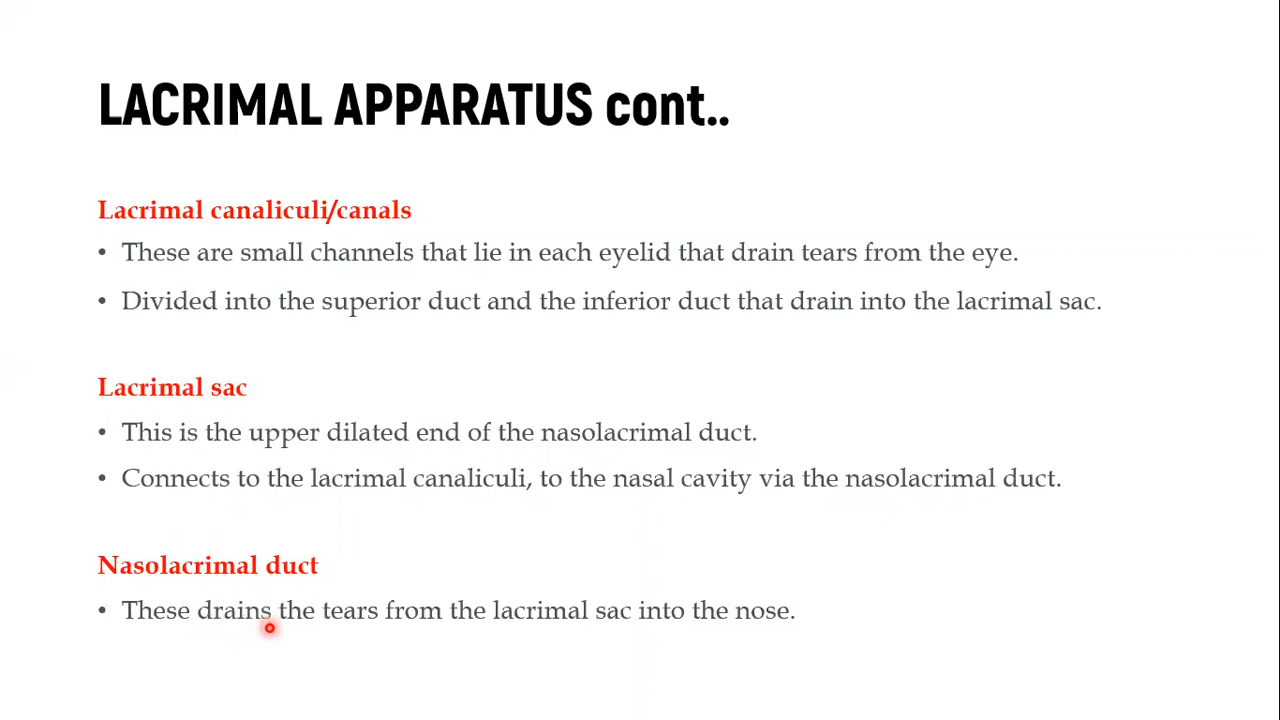 LACRIMAL APPARATUS cont..
Lacrimal canaliculi/canals
• These are small channels that lie in each eyelid that drain tears from the eye.
• Divided into the superior duct and the inferior duct that drain into the lacrimal sac.
Lacrimal sac
• This is the upper dilated end of the nasolacrimal duct.
• Connects to the lacrimal canaliculi, to the nasal cavity via the nasolacrimal duct.
Nasolacrimal duct
• These drains the tears from the lacrimal sac into the nose.